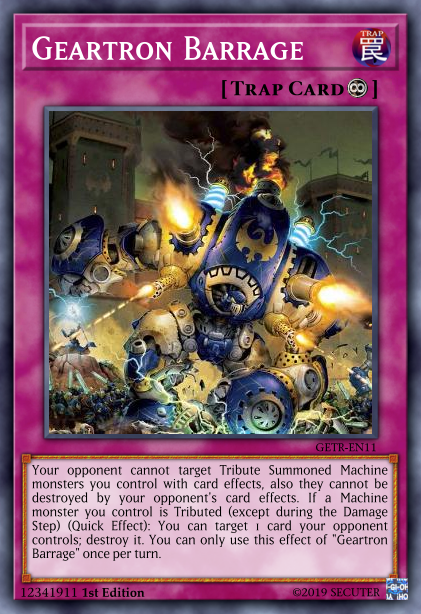 Geartron Barrage
TRAP
罠
[Trap Card]
GETR-EN11
Your opponent cannot target Tribute Summoned Machine
monsters you control with card effects, also they cannot be
destroyed by your opponent's card effects. If a Machine
monster you control is Tributed (except during the Damage
Step) (Quick Effect): You can target 1 card your opponent
controls; destroy it. You can only use this effect of "Geartron
Barrage" once per turn.
12341911 1st Edition
©2019 SECUTER